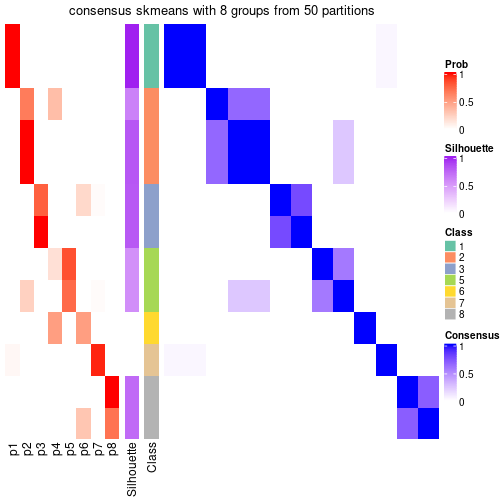 consensus skmeans with 8 groups from 50 partitions
Prob
1
0.5
0
Silhouette
1
0.5
0
Class
1
2
3
5
6
7
8
Consensus
1
0.5
0
p1
p2
p3
p4
p5
p6
p7
p8
Silhouette
Class